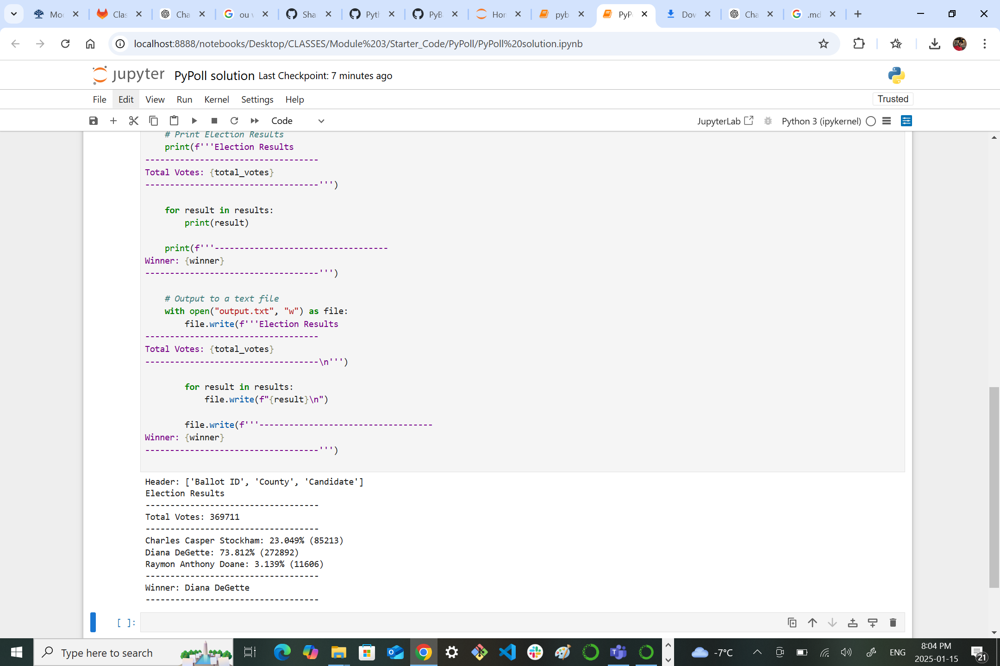 Mo
Clas
Cha
ou v
Sha
Pyth
PyB
Hor
pyb
PyP
Dov
Cha
.md
localhost:8888/notebooks/Desktop/CLASSES/Module%203/Starter_Code/PyPoll/PyPoll%20solution.ipynb
jupyter PyPoll solution Last Checkpoint: 7 minutes ago
File Edit View Run Kernel Settings Help Trusted
Code JupyterLab Python 3 (ipykernel)
# Print Election Results
print(f'''Election Results
-----------------------------------
Total Votes: {total_votes}
-----------------------------------''')
for result in results:
print(result)
print(f'''-----------------------------------
Winner: {winner}
-----------------------------------''')
# Output to a text file
with open("output.txt", "w") as file:
file.write(f'''Election Results
-----------------------------------
Total Votes: {total_votes}
-----------------------------------\n''')
for result in results:
file.write(f"{result}\n")
file.write(f'''-----------------------------------
Winner: {winner}
-----------------------------------''')
Header: ['Ballot ID', 'County', 'Candidate']
Election Results
-----------------------------------
Total Votes: 369711
-----------------------------------
Charles Casper Stockham: 23.049% (85213)
Diana DeGette: 73.812% (272892)
Raymon Anthony Doane: 3.139% (11606)
-----------------------------------
Winner: Diana DeGette
-----------------------------------
[ ]:
Type here to search
-7°C
ENG
8:04 PM
2025-01-15
21